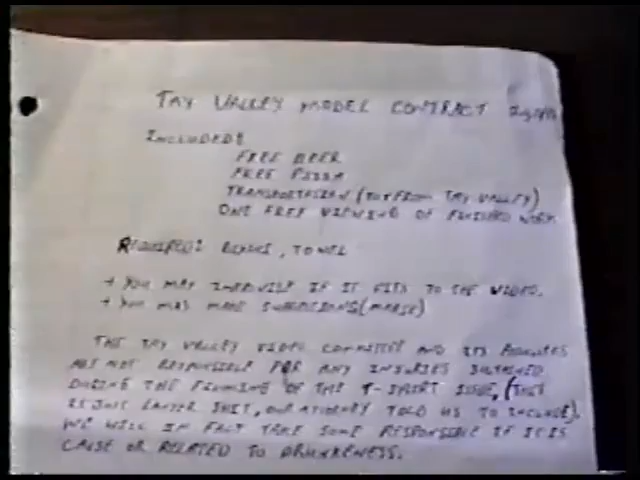 TAY VALLEY MODEL CONTRACT
INCLUDED:
FREE BEER
FREE PIZZA
TRANSPORTATION (TO & FROM TAY VALLEY)
ONE FREE VIEWING OF FINISHED WORK
REQUIRED: , TOWEL
+ YOU MAY IMPROVISE IF IT FITS TO THE VIDEO.
+ YOU MAY MAKE SUGGESTIONS (MAYBE)
THE TAY VALLEY VIDEO COMMITTEE AND ITS ASSOCIATES
ARE NOT RESPONSIBLE FOR ANY INJURIES SUSTAINED
DURING THE FILMING OF THE T-SHIRT ISSUE, (THIS
IS JUST LAWYER SHIT, OUR ATTORNEY TOLD US TO INCLUDE).
WE WILL IN FACT TAKE SOME RESPONSIBLE IF IT IS
CAUSE OR RELATED TO DRUNKENESS.